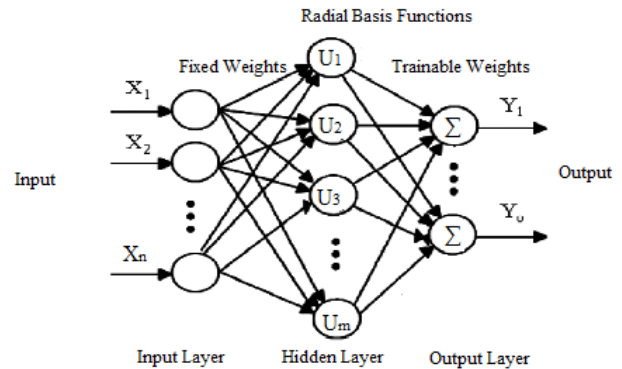 Radial Basis Functions
Fixed Weights
Trainable Weights
Input
X1
X2
Xn
U1
U2
U3
Um
Σ
Σ
Y1
Yυ
Output
Input Layer
Hidden Layer
Output Layer